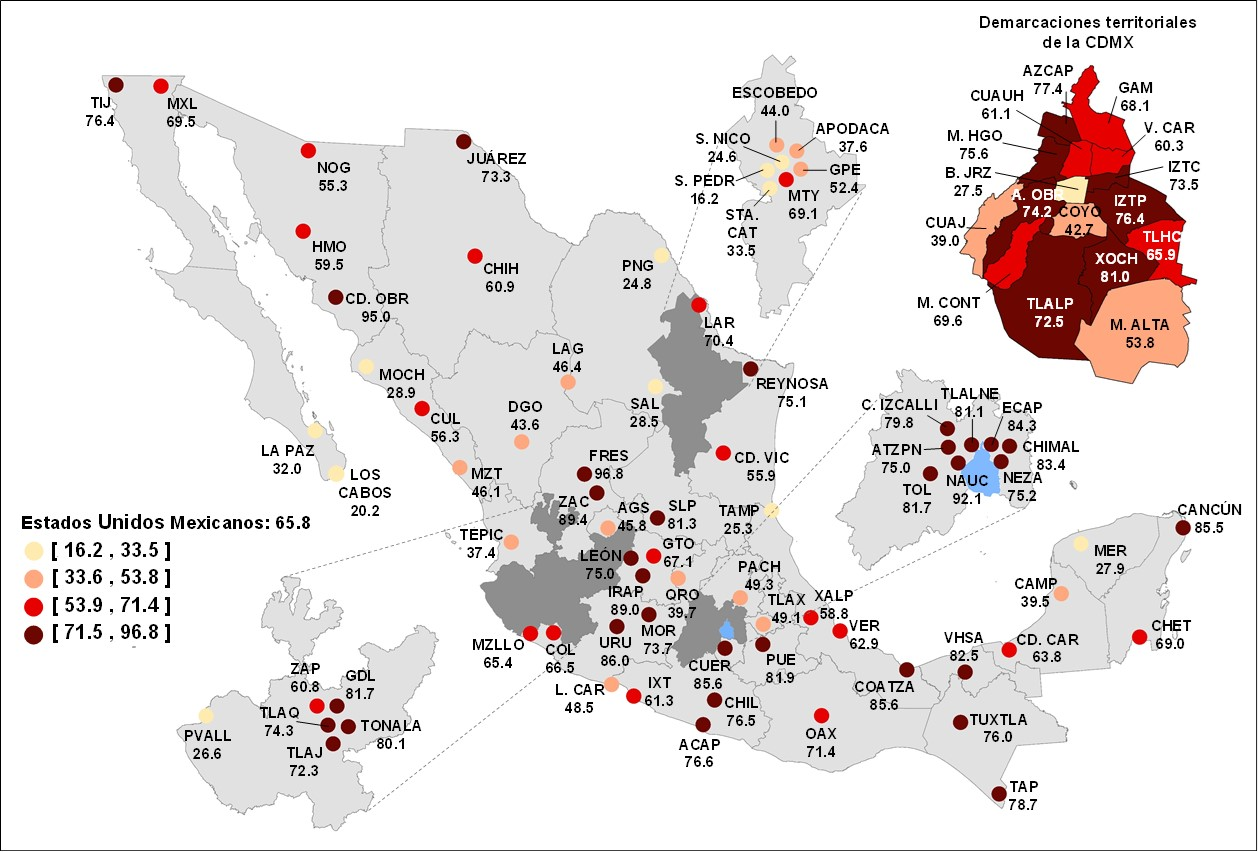 Demarcaciones territoriales
de la CDMX
AZCAP
77.4
GAM
68.1
CUAUH
61.1
V. CAR
60.3
M. HGO
75.6
IZTC
73.5
B. JRZ
27.5
A. OBR
74.2
IZTP
76.4
COYO
42.7
CUAJ
39.0
TLHC
65.9
XOCH
81.0
M. CONT
69.6
TLALP
72.5
M. ALTA
53.8
ESCOBEDO
44.0
APODACA
37.6
S. NICO
24.6
GPE
52.4
S. PEDR
16.2
MTY
69.1
STA.
CAT
33.5
TIJ
76.4
MXL
69.5
NOG
55.3
JUÁREZ
73.3
HMO
59.5
CHIH
60.9
CD. OBR
95.0
PNG
24.8
LAR
70.4
MOCH
28.9
LAG
46.4
SAL
28.5
REYNOSA
75.1
CUL
56.3
DGO
43.6
LA PAZ
32.0
LOS
CABOS
20.2
MZT
46.1
FRES
96.8
CD. VIC
55.9
ZAC
89.4
AGS
45.8
SLP
81.3
TAMP
25.3
TEPIC
37.4
LEÓN
75.0
GTO
67.1
IRAP
89.0
QRO
39.7
PACH
49.3
TLAX
49.1
XALP
58.8
VER
62.9
MZLLO
65.4
COL
66.5
URU
86.0
MOR
73.7
CUER
85.6
PUE
81.9
L. CAR
48.5
IXT
61.3
CHIL
76.5
ACAP
76.6
OAX
71.4
COATZA
85.6
VHSA
82.5
CD. CAR
63.8
CAMP
39.5
MER
27.9
CANCÚN
85.5
CHET
69.0
TUXTLA
76.0
TAP
78.7
C. IZCALLI
79.8
TLALNE
81.1
ECAP
84.3
ATZPN
75.0
CHIMAL
83.4
TOL
81.7
NAUC
92.1
NEZA
75.2
ZAP
60.8
GDL
81.7
TLAQ
74.3
TONALA
80.1
TLAJ
72.3
PVALL
26.6
Estados Unidos Mexicanos: 65.8
[ 16.2 , 33.5 ]
[ 33.6 , 53.8 ]
[ 53.9 , 71.4 ]
[ 71.5 , 96.8 ]